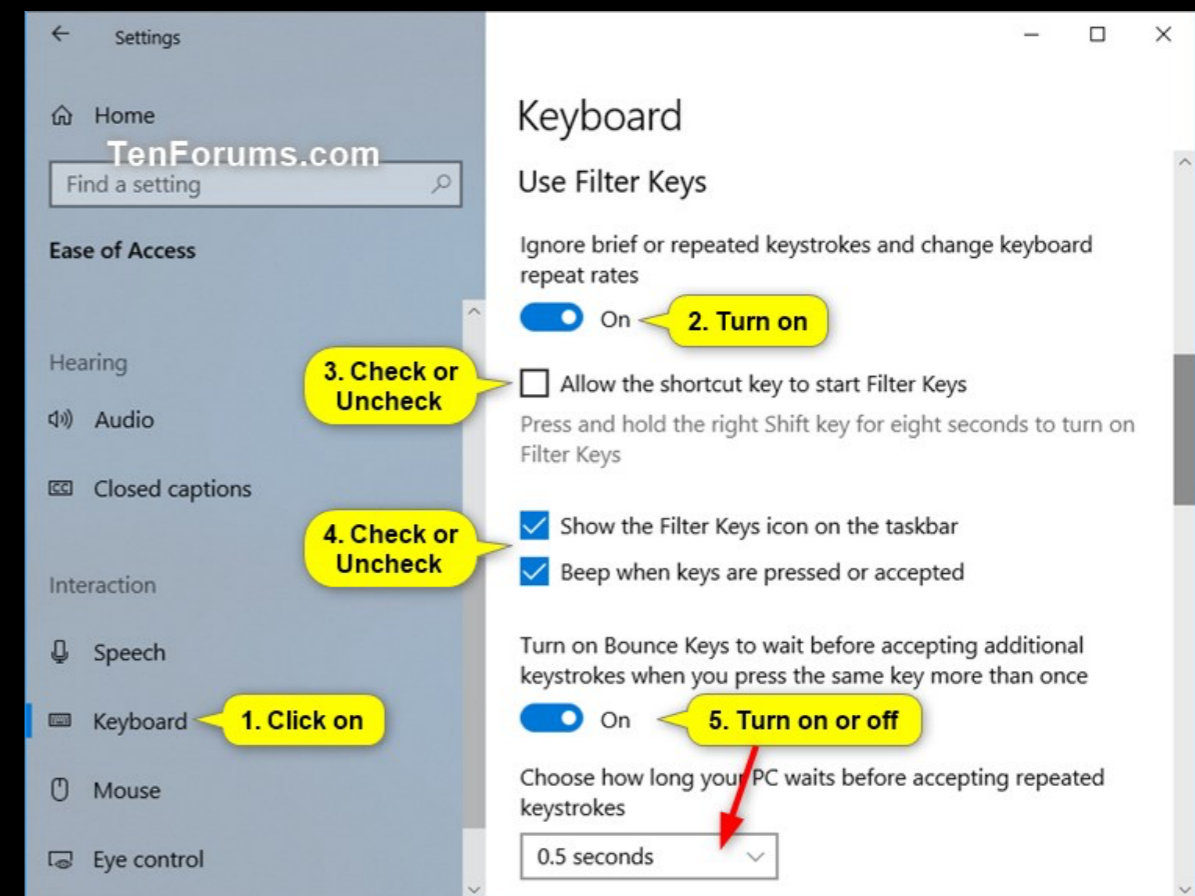 Settings
Home
TenForums.com
Find a setting
Ease of Access
Hearing
Audio
Closed captions
Interaction
Speech
Keyboard
1. Click on
Mouse
Eye control
Keyboard
Use Filter Keys
Ignore brief or repeated keystrokes and change keyboard
repeat rates
On
2. Turn on
3. Check or
Uncheck
Allow the shortcut key to start Filter Keys
Press and hold the right Shift key for eight seconds to turn on
Filter Keys
4. Check or
Uncheck
Show the Filter Keys icon on the taskbar
Beep when keys are pressed or accepted
Turn on Bounce Keys to wait before accepting additional
keystrokes when you press the same key more than once
On
5. Turn on or off
Choose how long your PC waits before accepting repeated
keystrokes
0.5 seconds